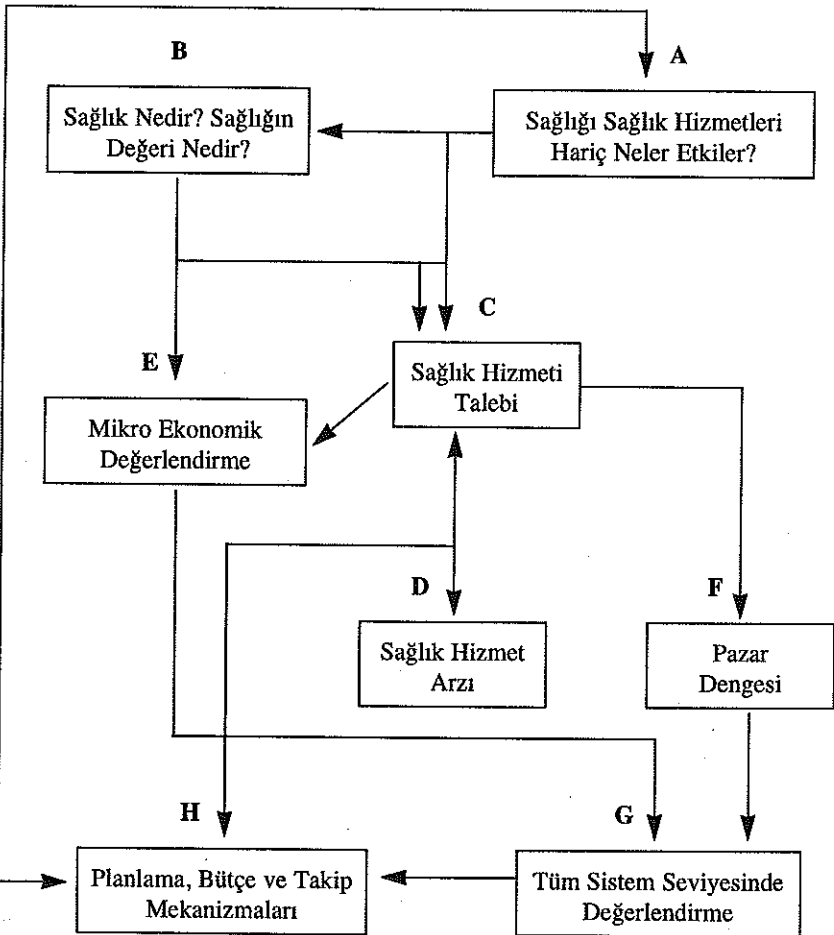 B
A
Sağlık Nedir? Sağlığın
Değeri Nedir?
Sağlığı Sağlık Hizmetleri
Hariç Neler Etkiler?
C
E
Sağlık Hizmeti
Talebi
Mikro Ekonomik
Değerlendirme
D
F
Sağlık Hizmet
Arzı
Pazar
Dengesi
H
G
Planlama, Bütçe ve Takip
Mekanizmaları
Tüm Sistem Seviyesinde
Değerlendirme